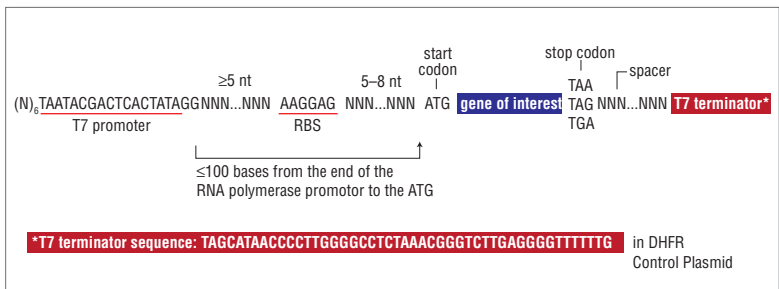 start
codon
stop codon
spacer
≥5 nt
5–8 nt
TAA
TAG
TGA
(N)6TAATACGACTCACTATAGGNNN...NNN AAGGAG NNN...NNN ATG gene of interest NNN...NNN T7 terminator*
T7 promoter
RBS
≤100 bases from the end of the
RNA polymerase promotor to the ATG
*T7 terminator sequence: TAGCATAACCCCTTGGGGCCTCTAAACGGGTCTTGAGGGGTTTTTTG in DHFR
Control Plasmid